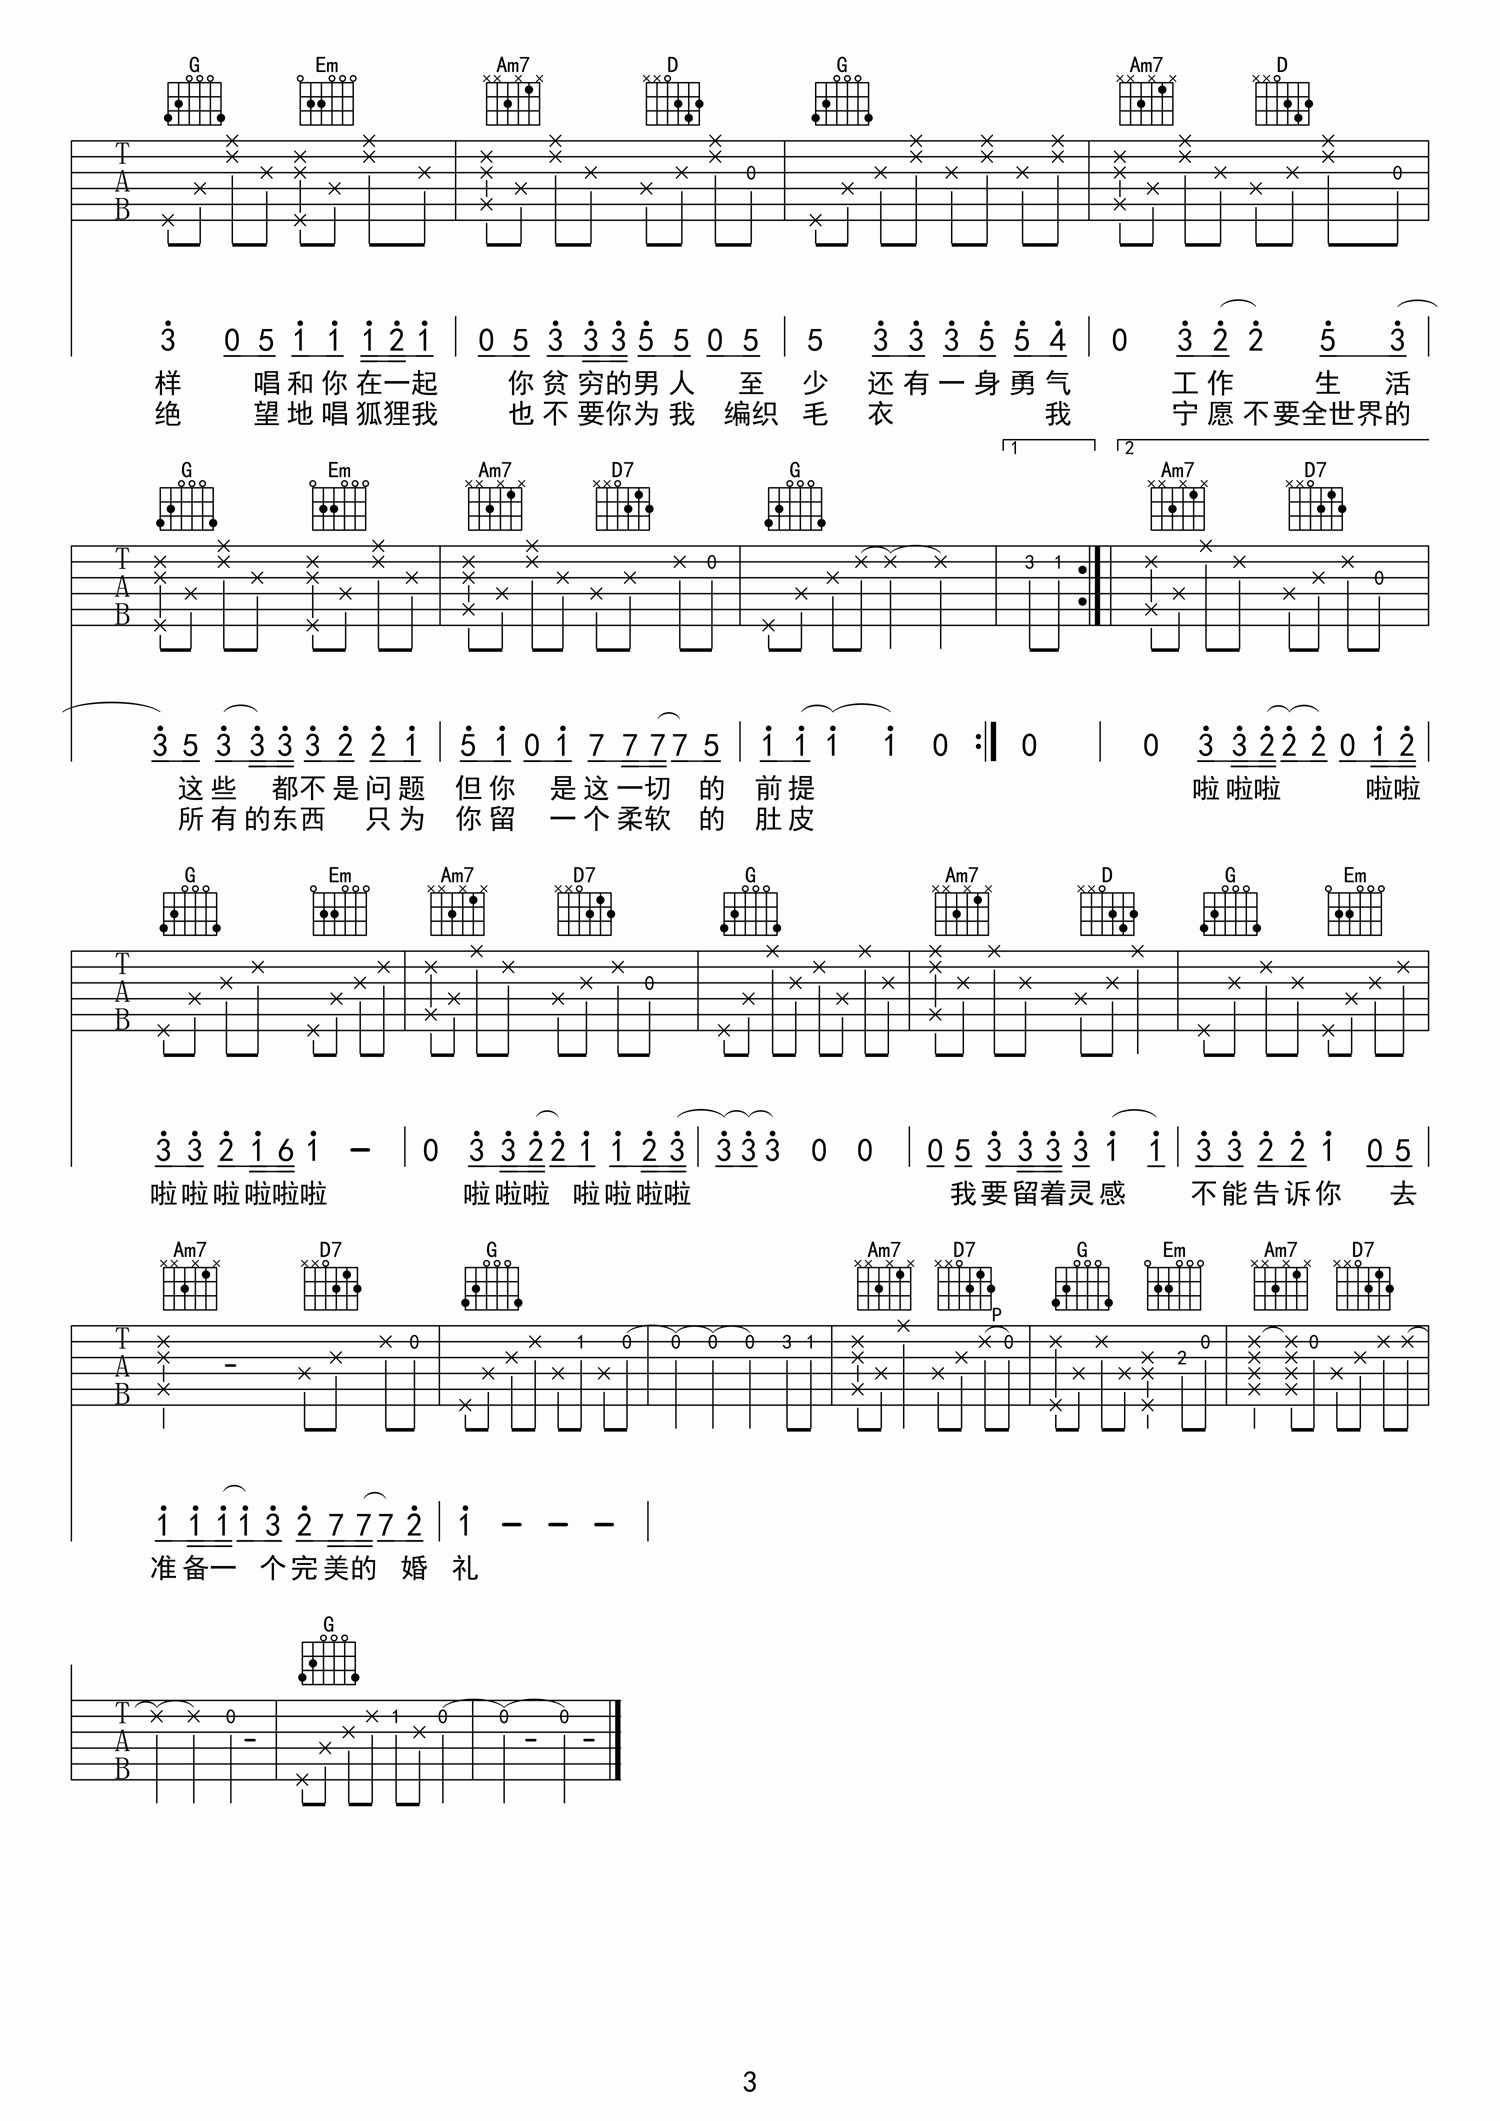 G Em Am7 D G Am7 D
T A B 0 0
3 0 5 1 1 1 2 1 0 5 3 3 3 5 5 0 5 5 3 3 3 5 5 4 0 3 2 2 5 3
样 唱和你在一起 你贫穷的男人 至少 还有一身勇气 工作 生活
绝 望地唱狐狸我 也不要你为我 编织毛衣 我 宁愿不要全世界的
1 2
G Em Am7 D7 G Am7 D7
T A B 0 3 1 0
3 5 3 3 3 3 2 2 1 5 1 0 1 7 7 7 7 5 1 1 1 1 0 0 0 3 3 2 2 2 0 1 2
这些 都不是问题 但你 是这一切 的 前提 啦啦啦 啦啦
所有的东西 只为 你留 一个柔软 的 肚皮
G Em Am7 D7 G Am7 D G Em
T A B 0
3 3 2 1 6 1 – 0 3 3 2 2 1 1 2 3 3 3 3 0 0 0 5 3 3 3 3 1 1 3 3 2 2 1 0 5
啦啦啦啦啦啦 啦啦啦 啦啦啦啦 我要留着灵感 不能告诉你 去
Am7 D7 G Am7 D7 G Em Am7 D7
P
T A B – 0 1 0 0 0 0 3 1 0 2 0 0
1 1 1 1 3 2 7 7 7 2 1 – – –
准备一 个完美的 婚礼
G
T A B 0 – 1 0 0 – 0 –
3